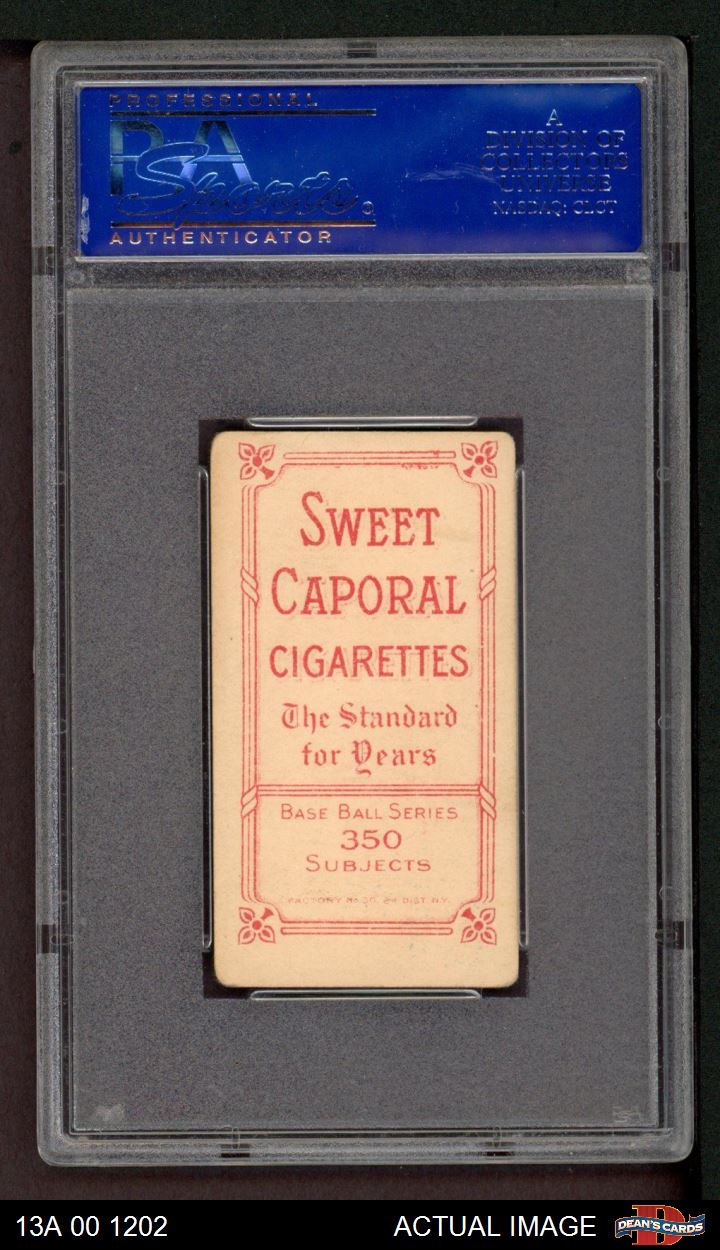 PROFESSIONAL
PSA
Sports
AUTHENTICATOR
A
DIVISION OF
COLLECTORS
UNIVERSE
NASDAQ: CLCT
SWEET
CAPORAL
CIGARETTES
The Standard
for Years
BASE BALL SERIES
350
SUBJECTS
FACTORY No 30, 2d DIST. N.Y.
13A 00 1202
ACTUAL IMAGE
D
DEAN'S CARDS